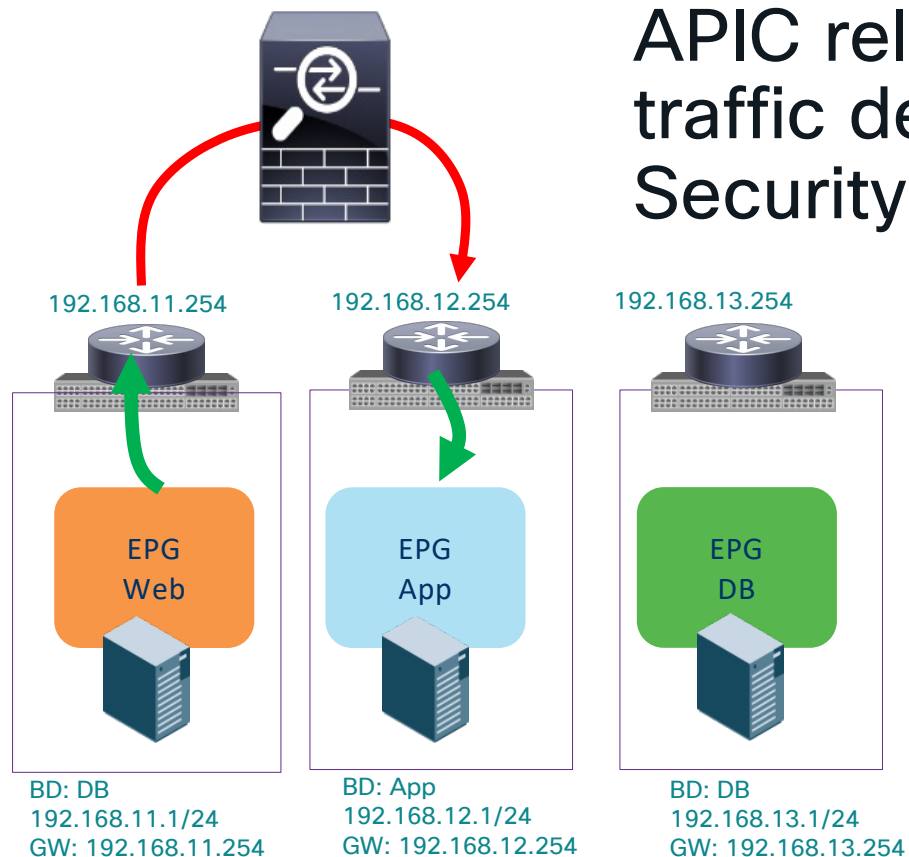 APIC rel
traffic de
Security
192.168.11.254
192.168.12.254
192.168.13.254
EPG
Web
EPG
App
EPG
DB
BD: DB
192.168.11.1/24
GW: 192.168.11.254
BD: App
192.168.12.1/24
GW: 192.168.12.254
BD: DB
192.168.13.1/24
GW: 192.168.13.254